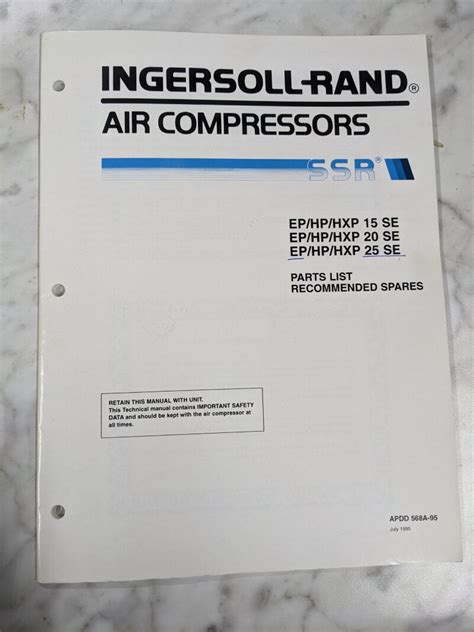 INGERSOLL-RAND®
AIR COMPRESSORS
SSR®
EP/HP/HXP 15 SE
EP/HP/HXP 20 SE
EP/HP/HXP 25 SE
PARTS LIST
RECOMMENDED SPARES
RETAIN THIS MANUAL WITH UNIT.
This Technical manual contains IMPORTANT SAFETY
DATA and should be kept with the air compressor at
all times.
APDD 568A-95
July 1995